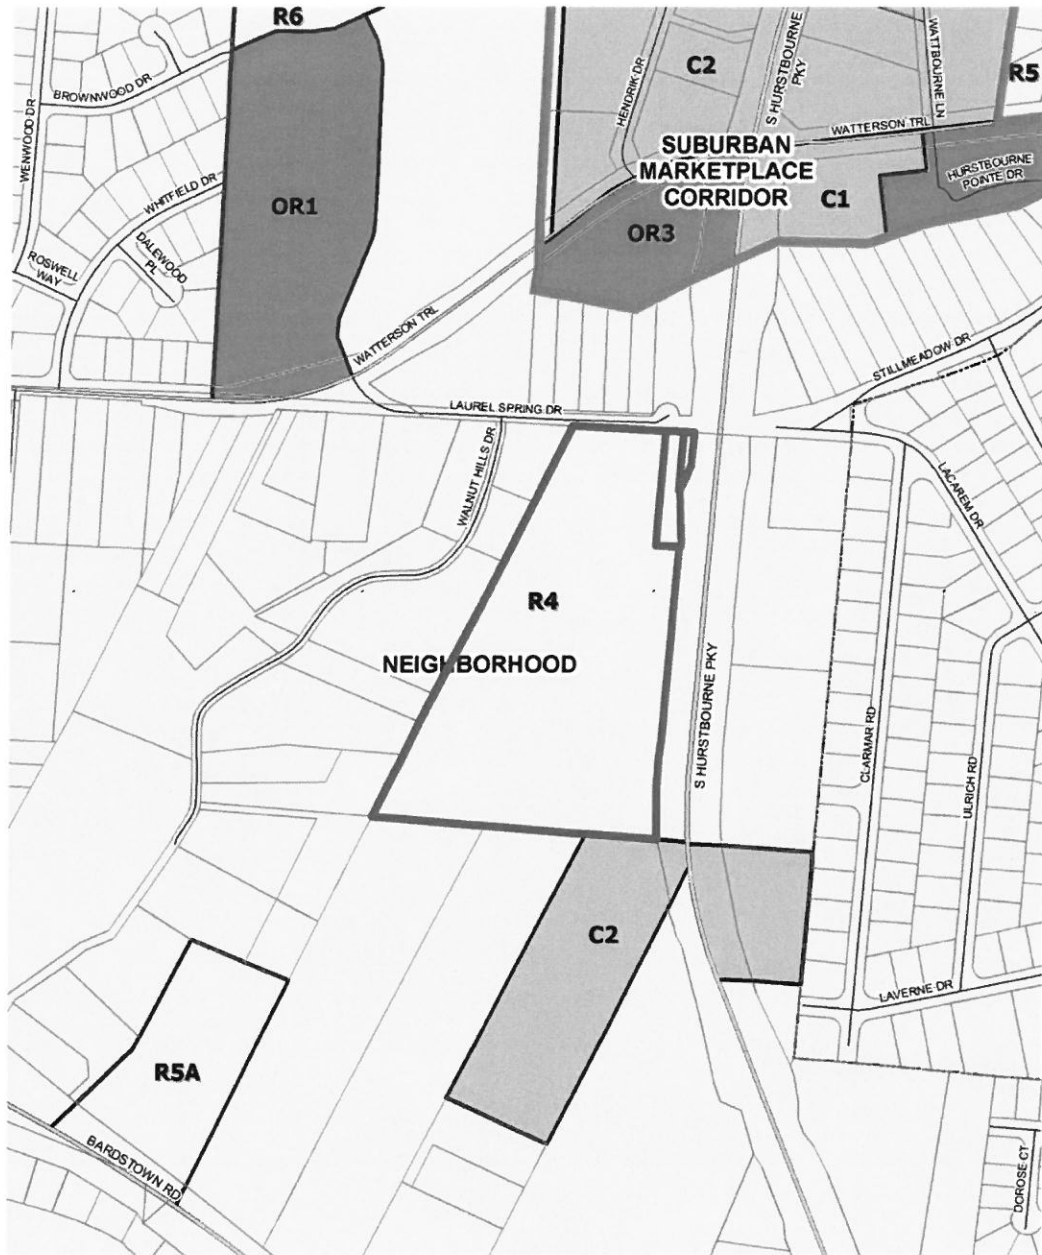 R6
BROWNWOOD DR
WENWOOD DR
WHITFIELD DR
DALEWOOD
PL
ROSWELL
WAY
OR1
HENDRIK DR
C2
S HURSTBOURNE
PKY
WATTBOURNE LN
R5
WATTERSON TRL
SUBURBAN
MARKETPLACE
CORRIDOR
HURSTBOURNE
POINTE DR
C1
OR3
WATTERSON TRL
STILLMEADOW DR
LAUREL SPRING DR
WALNUT HILLS DR
LACAREM DR
R4
NEIGHBORHOOD
S HURSTBOURNE PKY
CLARMAR RD
ULRICH RD
C2
LAVERNE DR
R5A
BARDSTOWN RD
DOROSE CT